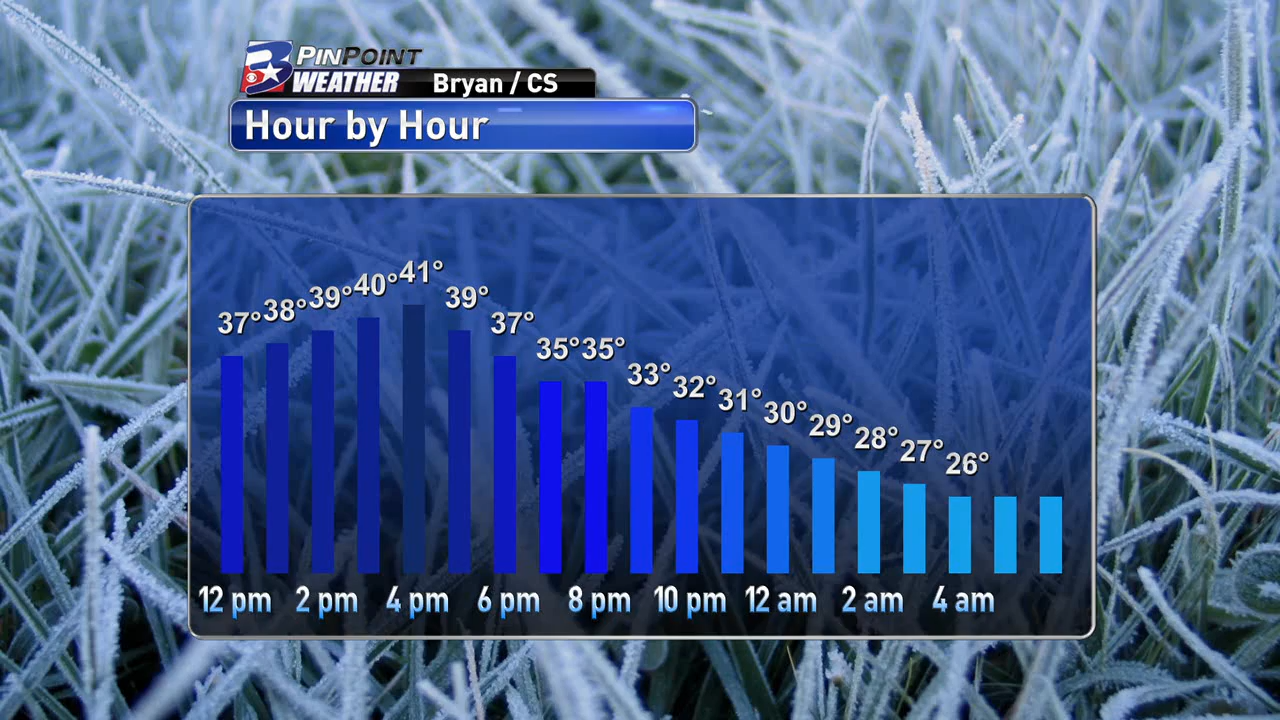 PINPOINT
WEATHER Bryan / CS
Hour by Hour
37° 38° 39° 40° 41° 39° 37° 35° 35° 33° 32° 31° 30° 29° 28° 27° 26°
12 pm 2 pm 4 pm 6 pm 8 pm 10 pm 12 am 2 am 4 am